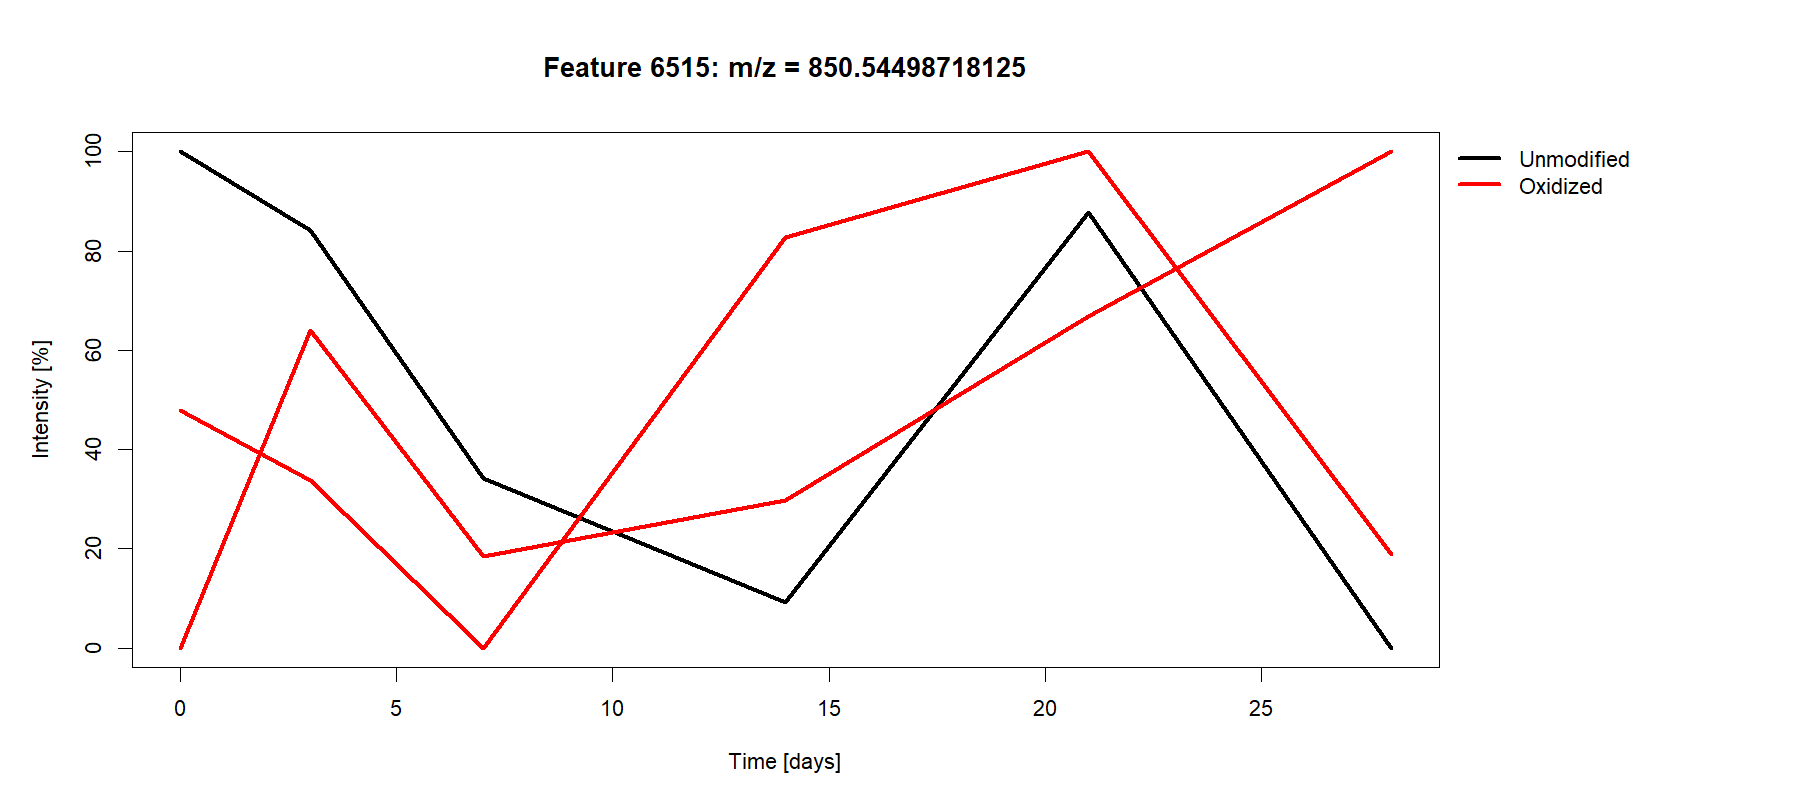 Feature 6515: m/z = 850.54498718125
Unmodified
Oxidized
100
80
60
40
20
0
Intensity [%]
0 5 10 15 20 25
Time [days]